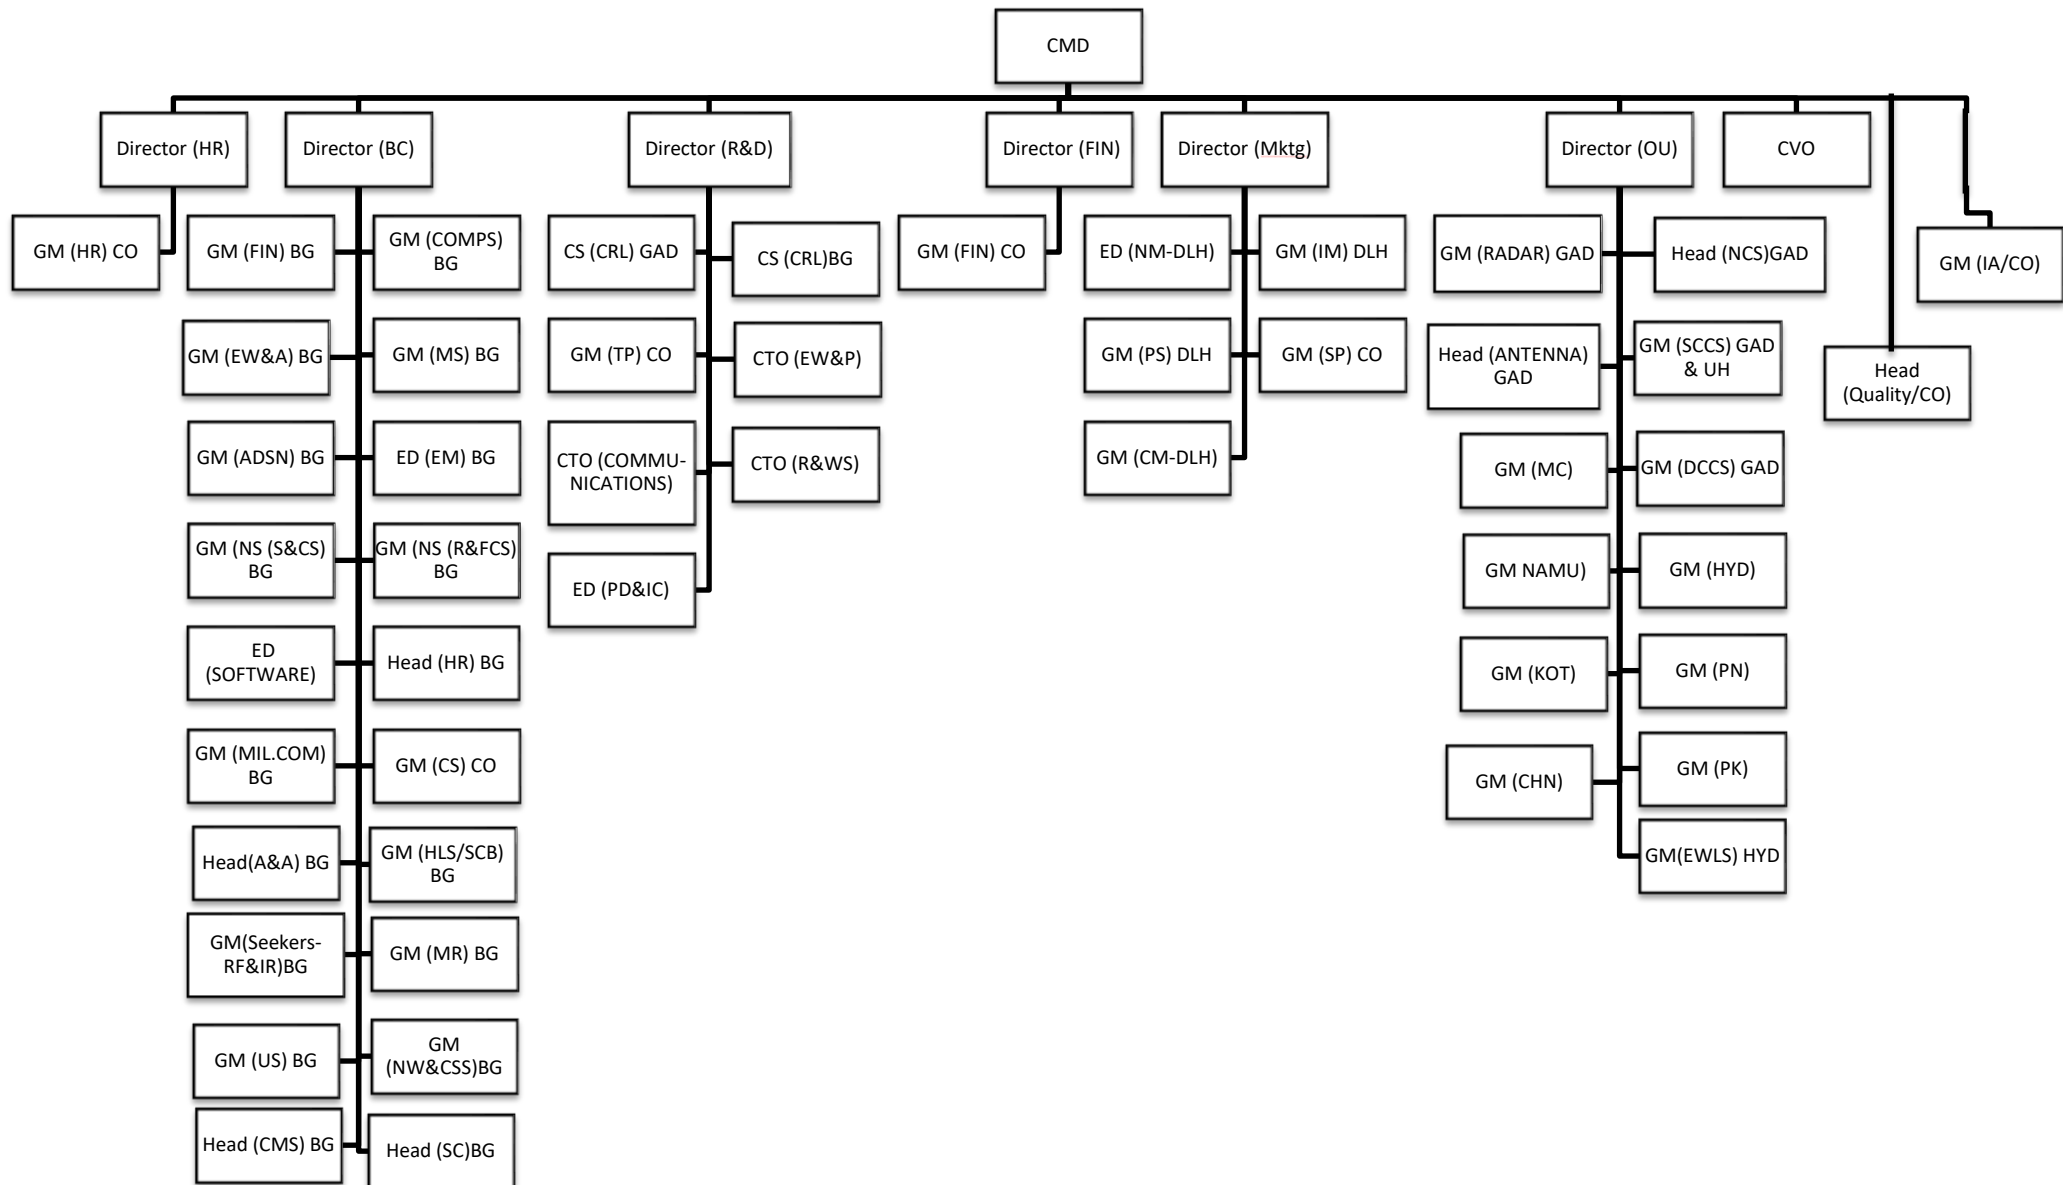 CMD
Director (HR)
Director (BC)
Director (R&D)
Director (FIN)
Director (Mktg)
Director (OU)
CVO
GM (HR) CO
GM (FIN) BG
GM (COMPS)
BG
CS (CRL) GAD
CS (CRL)BG
GM (FIN) CO
ED (NM-DLH)
GM (IM) DLH
GM (RADAR) GAD
Head (NCS)GAD
GM (IA/CO)
GM (EW&A) BG
GM (MS) BG
GM (TP) CO
CTO (EW&P)
GM (PS) DLH
GM (SP) CO
Head (ANTENNA)
GAD
GM (SCCS) GAD
& UH
Head
(Quality/CO)
GM (ADSN) BG
ED (EM) BG
CTO (COMMU-
NICATIONS)
CTO (R&WS)
GM (CM-DLH)
GM (MC)
GM (DCCS) GAD
GM (NS (S&CS)
BG
GM (NS (R&FCS)
BG
ED (PD&IC)
GM NAMU)
GM (HYD)
ED
(SOFTWARE)
Head (HR) BG
GM (KOT)
GM (PN)
GM (MIL.COM)
BG
GM (CS) CO
GM (CHN)
GM (PK)
Head(A&A) BG
GM (HLS/SCB)
BG
GM(EWLS) HYD
GM(Seekers-
RF&IR)BG
GM (MR) BG
GM (US) BG
GM
(NW&CSS)BG
Head (CMS) BG
Head (SC)BG